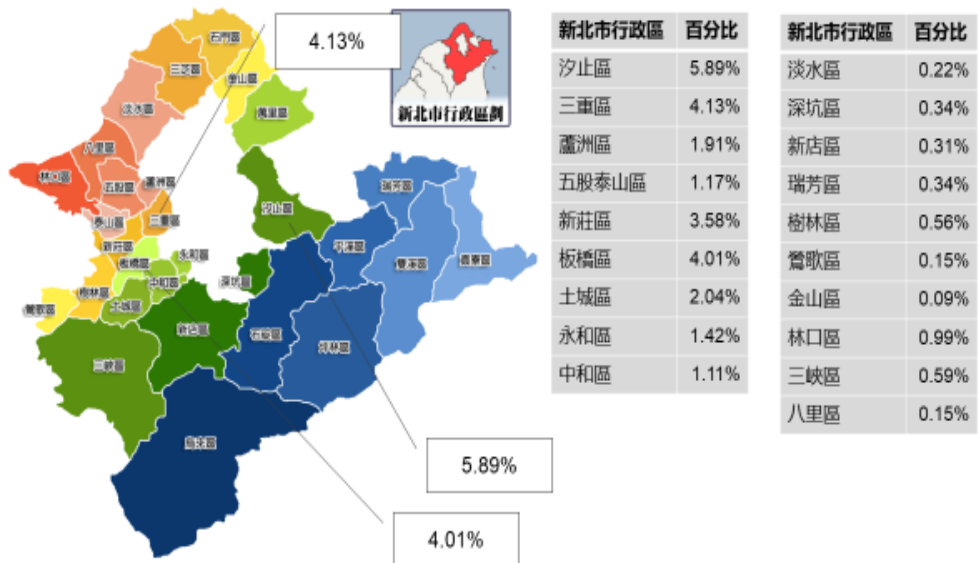 石門區
三芝區
金山區
4.13%
淡水區
萬里區
新北市行政區劃
八里區
林口區
五股區
蘆洲區
泰山區
三重區
新莊區
板橋區
永和區
中和區
樹林區
鶯歌區
土城區
三峽區
新店區
深坑區
汐止區
瑞芳區
平溪區
雙溪區
貢寮區
石碇區
坪林區
烏來區
5.89%
4.01%
新北市行政區 百分比
汐止區 5.89%
三重區 4.13%
蘆洲區 1.91%
五股泰山區 1.17%
新莊區 3.58%
板橋區 4.01%
土城區 2.04%
永和區 1.42%
中和區 1.11%
新北市行政區 百分比
淡水區 0.22%
深坑區 0.34%
新店區 0.31%
瑞芳區 0.34%
樹林區 0.56%
鶯歌區 0.15%
金山區 0.09%
林口區 0.99%
三峽區 0.59%
八里區 0.15%